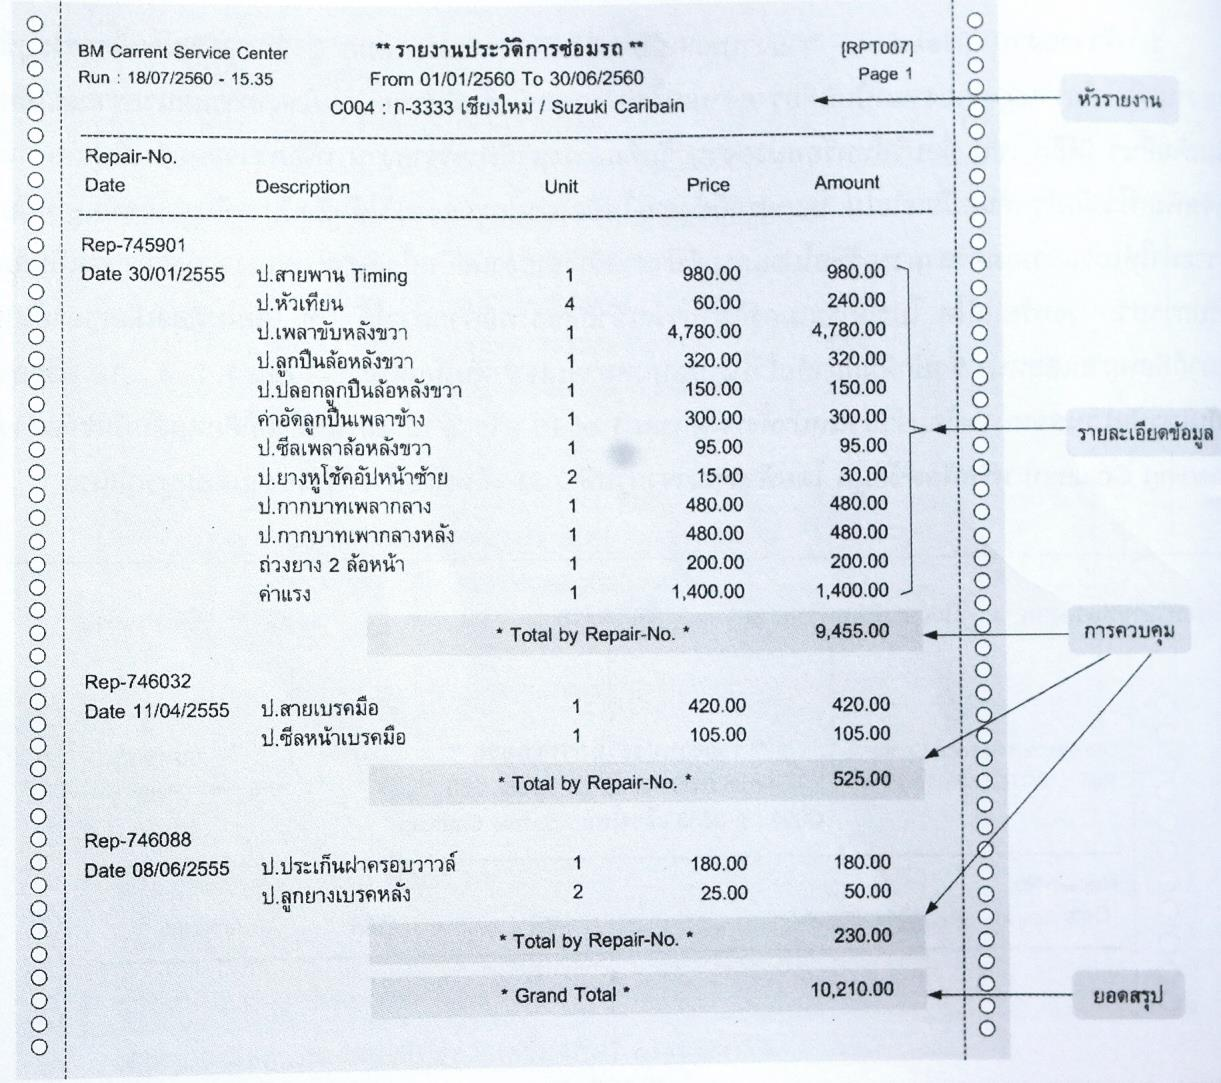 BM Carrent Service Center ** รายงานประวัติการซ่อมรถ ** [RPT007]
Run : 18/07/2560 - 15.35 From 01/01/2560 To 30/06/2560 Page 1
C004 : ก-3333 เชียงใหม่ / Suzuki Caribain หัวรายงาน
Repair-No.
Date Description Unit Price Amount
Rep-745901
Date 30/01/2555 ป.สายพาน Timing 1 980.00 980.00
ป.หัวเทียน 4 60.00 240.00
ป.เพลาขับหลังขวา 1 4,780.00 4,780.00
ป.ลูกปืนล้อหลังขวา 1 320.00 320.00
ป.ปลอกลูกปืนล้อหลังขวา 1 150.00 150.00
ค่าอัดลูกปืนเพลาข้าง 1 300.00 300.00
รายละเอียดข้อมูล
ป.ซีลเพลาล้อหลังขวา 1 95.00 95.00
ป.ยางหูโช้คอัปหน้าซ้าย 2 15.00 30.00
ป.กากบาทเพลากลาง 1 480.00 480.00
ป.กากบาทเพากลางหลัง 1 480.00 480.00
ถ่วงยาง 2 ล้อหน้า 1 200.00 200.00
ค่าแรง 1 1,400.00 1,400.00
* Total by Repair-No. * 9,455.00 การควบคุม
Rep-746032
Date 11/04/2555 ป.สายเบรคมือ 1 420.00 420.00
ป.ซีลหน้าเบรคมือ 1 105.00 105.00
* Total by Repair-No. * 525.00
Rep-746088
Date 08/06/2555 ป.ประเก็นฝาครอบวาวล์ 1 180.00 180.00
ป.ลูกยางเบรคหลัง 2 25.00 50.00
* Total by Repair-No. * 230.00
* Grand Total * 10,210.00 ยอดสรุป